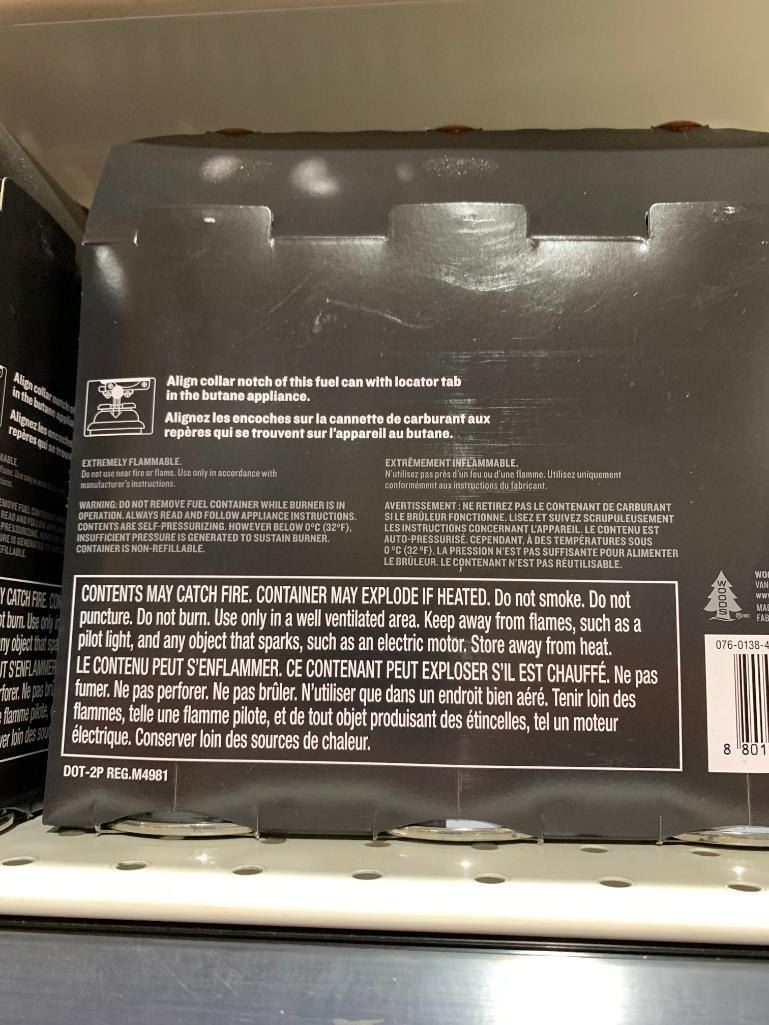 Align collar notch of this fuel can with locator tab
in the butane appliance.
Alignez les encoches sur la cannette de carburant aux
repères qui se trouvent sur l'appareil au butane.
EXTREMELY FLAMMABLE.
Do not use near fire or flame. Use only in accordance with
manufacturer's instructions.
WARNING: DO NOT REMOVE FUEL CONTAINER WHILE BURNER IS IN
OPERATION. ALWAYS READ AND FOLLOW APPLIANCE INSTRUCTIONS.
CONTENTS ARE SELF-PRESSURIZING. HOWEVER BELOW 0°C (32°F),
INSUFFICIENT PRESSURE IS GENERATED TO SUSTAIN BURNER.
CONTAINER IS NON-REFILLABLE.
EXTRÊMEMENT INFLAMMABLE.
N'utilisez pas près d'un feu ou d'une flamme. Utilisez uniquement
conformément aux instructions du fabricant.
AVERTISSEMENT : NE RETIREZ PAS LE CONTENANT DE CARBURANT
SI LE BRÛLEUR FONCTIONNE. LISEZ ET SUIVEZ SCRUPULEUSEMENT
LES INSTRUCTIONS CONCERNANT L'APPAREIL. LE CONTENU EST
AUTO-PRESSURISÉ. CEPENDANT, À DES TEMPÉRATURES SOUS
0 °C (32 °F), LA PRESSION N'EST PAS SUFFISANTE POUR ALIMENTER
LE BRÛLEUR. LE CONTENANT N'EST PAS RÉUTILISABLE.
CONTENTS MAY CATCH FIRE. CONTAINER MAY EXPLODE IF HEATED. Do not smoke. Do not
puncture. Do not burn. Use only in a well ventilated area. Keep away from flames, such as a
pilot light, and any object that sparks, such as an electric motor. Store away from heat.
LE CONTENU PEUT S'ENFLAMMER. CE CONTENANT PEUT EXPLOSER S'IL EST CHAUFFÉ. Ne pas
fumer. Ne pas perforer. Ne pas brûler. N'utiliser que dans un endroit bien aéré. Tenir loin des
flammes, telle une flamme pilote, et de tout objet produisant des étincelles, tel un moteur
électrique. Conserver loin des sources de chaleur.
DOT-2P REG.M4981
WOODS
076-0138-4
8 801